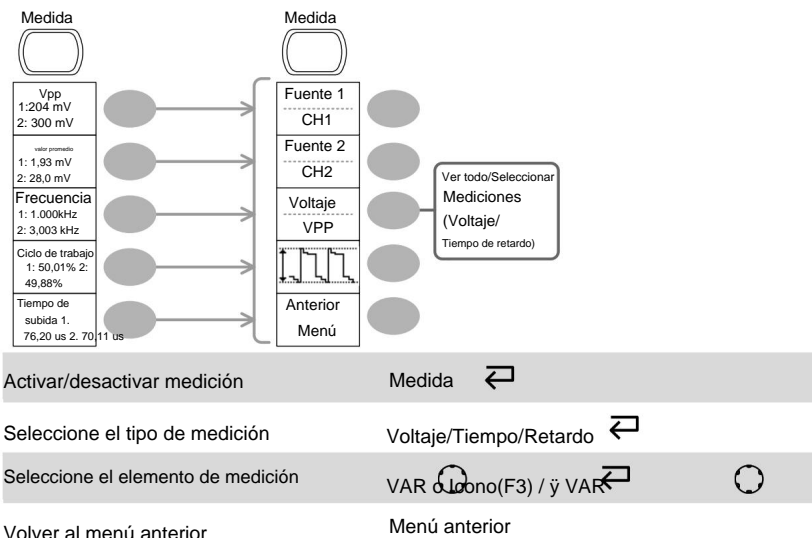 Medida
Vpp
1:204 mV
2: 300 mV
valor promedio
1: 1,93 mV
2: 28,0 mV
Frecuencia
1: 1.000kHz
2: 3,003 kHz
Ciclo de trabajo
1: 50,01% 2:
49,88%
Tiempo de
subida 1.
76,20 us 2. 70,11 us
Medida
Fuente 1
CH1
Fuente 2
CH2
Voltaje
VPP
Anterior
Menú
Ver todo/Seleccionar
Mediciones
(Voltaje/
Tiempo de retardo)
Activar/desactivar medición Medida
Seleccione el tipo de medición Voltaje/Tiempo/Retardo
Seleccione el elemento de medición VAR o Icono(F3) / ÿ VAR
Volver al menú anterior Menú anterior